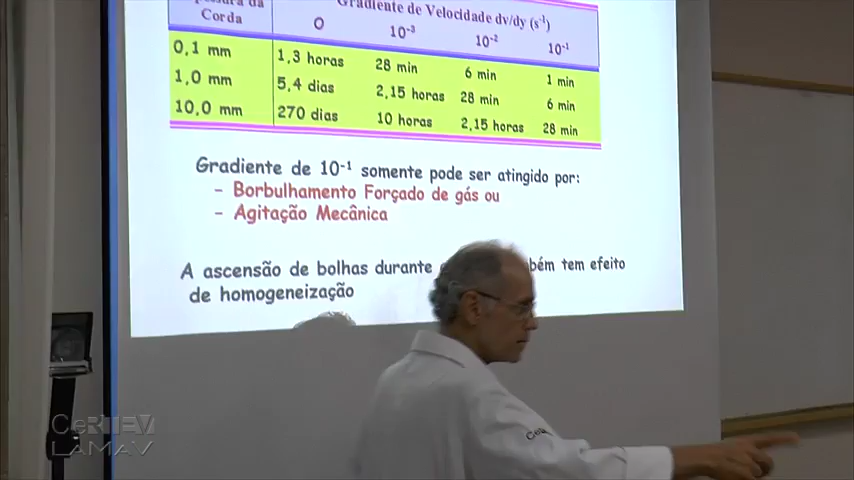 Gradiente de Velocidade dv/dy (s⁻¹)
Corda
O 10⁻³ 10⁻² 10⁻¹
0,1 mm 1,3 horas 28 min 6 min 1 min
1,0 mm 5,4 dias 2,15 horas 28 min 6 min
10,0 mm 270 dias 10 horas 2,15 horas 28 min
Gradiente de 10⁻¹ somente pode ser atingido por:
- Borbulhamento Forçado de gás ou
- Agitação Mecânica
A ascensão de bolhas durante tem efeito
de homogeneização
CeRTEV
LAMAV